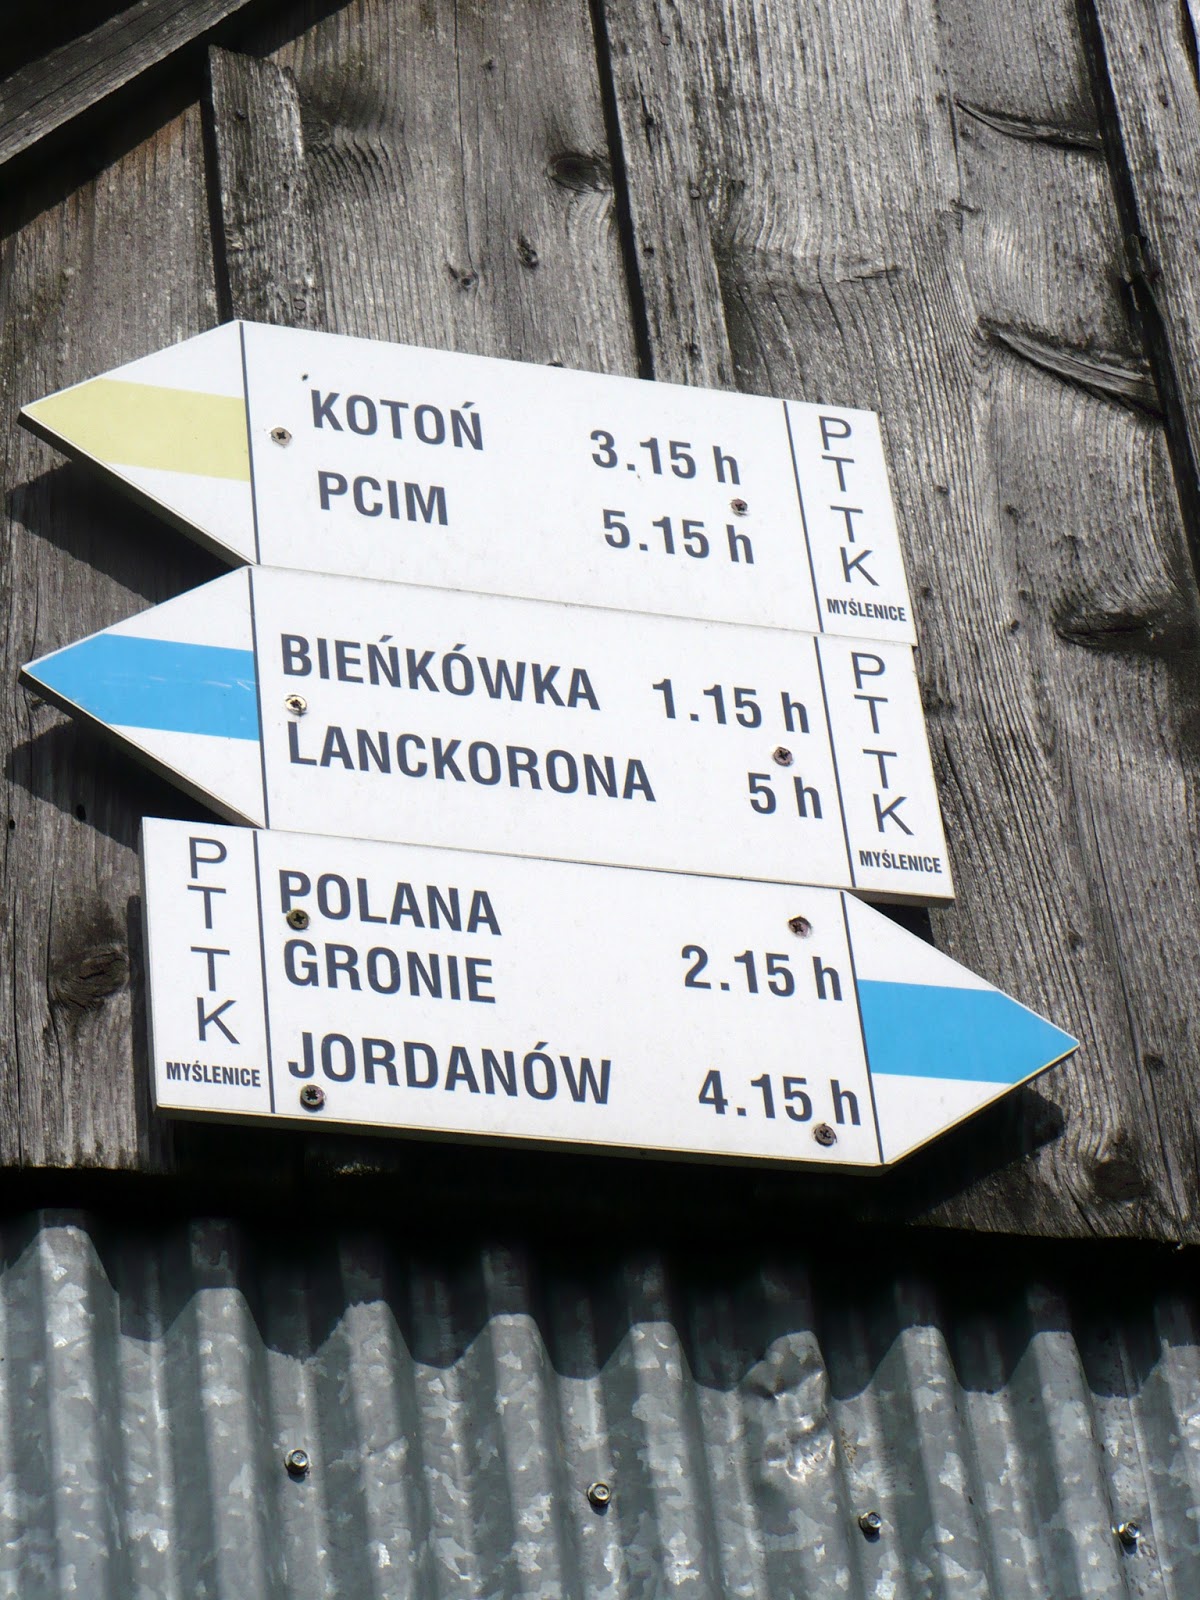 KOTOŃ 3.15 h
PCIM 5.15 h
PTTK
MYŚLENICE
BIEŃKÓWKA 1.15 h
LANCKORONA 5 h
PTTK
MYŚLENICE
PTTK
MYŚLENICE
POLANA
GRONIE 2.15 h
JORDANÓW 4.15 h